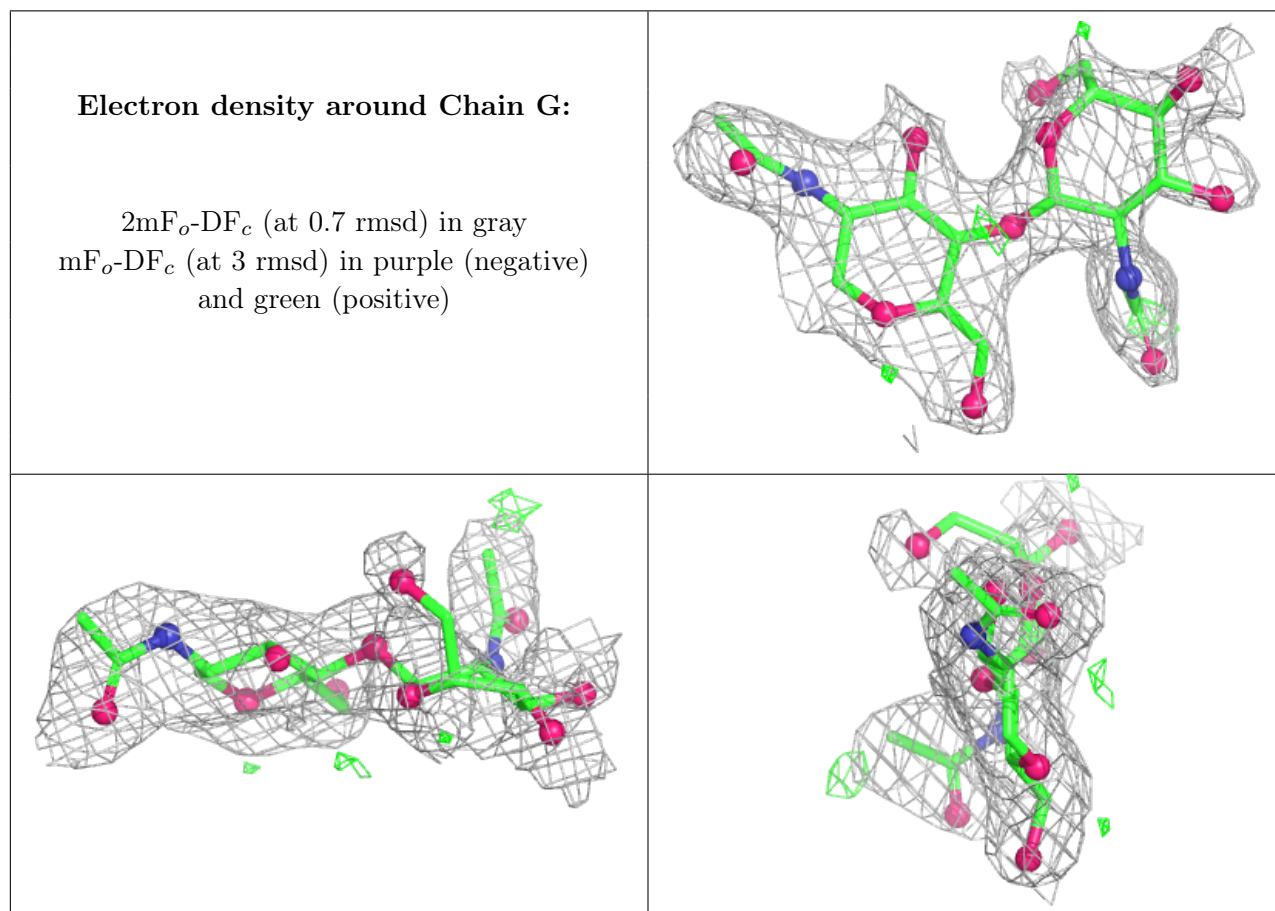 Electron density around Chain G:
2mFo-DFc (at 0.7 rmsd) in gray
mFo-DFc (at 3 rmsd) in purple (negative)
and green (positive)